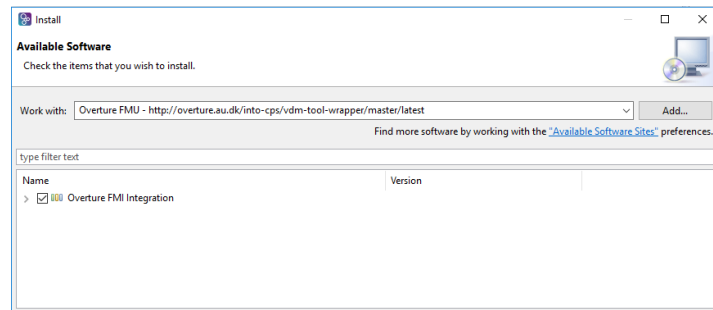 Install
Available Software
Check the items that you wish to install.
Work with: Overture FMU - http://overture.au.dk/into-cps/vdm-tool-wrapper/master/latest Add...
Find more software by working with the "Available Software Sites" preferences.
type filter text
Name Version
Overture FMI Integration